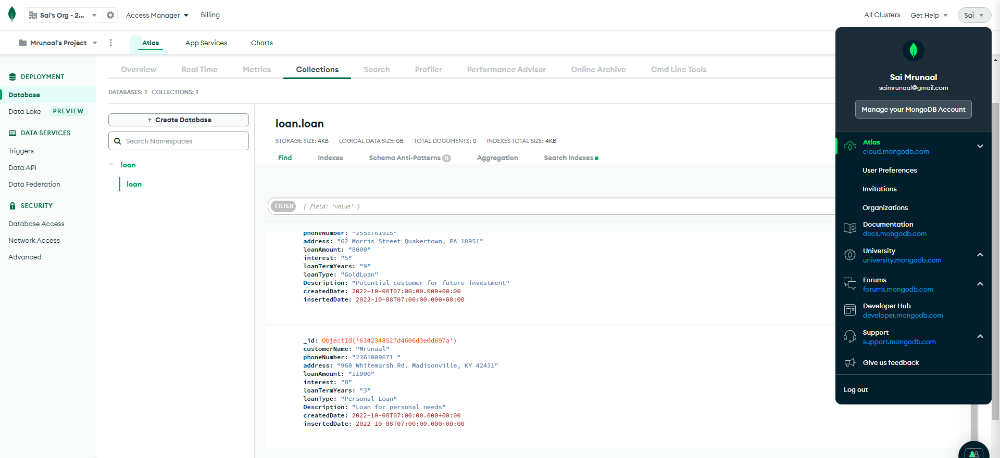 Sai's Org - 2...
Access Manager
Billing
All Clusters
Get Help
Sai
Mrunaal's Project
Atlas
App Services
Charts
DEPLOYMENT
Database
Data Lake PREVIEW
DATA SERVICES
Triggers
Data API
Data Federation
SECURITY
Database Access
Network Access
Advanced
Overview
Real Time
Metrics
Collections
Search
Profiler
Performance Advisor
Online Archive
Cmd Line Tools
DATABASES: 1 COLLECTIONS: 1
+ Create Database
Search Namespaces
loan
loan
loan.loan
STORAGE SIZE: 4KB LOGICAL DATA SIZE: 0B TOTAL DOCUMENTS: 0 INDEXES TOTAL SIZE: 4KB
Find
Indexes
Schema Anti-Patterns 0
Aggregation
Search Indexes
FILTER { field: 'value' }
phoneNumber: "2555761915"
address: "62 Morris Street Quakertown, PA 18951"
loanAmount: "8000"
interest: "5"
loanTermYears: "9"
loanType: "GoldLoan"
Description: "Potential customer for future investment"
createdDate: 2022-10-08T07:00:00.000+00:00
insertedDate: 2022-10-08T07:00:00.000+00:00
_id: ObjectId('6342348527d4606d3e0d697a')
customerName: "Mrunaal"
phoneNumber: "2361009671 "
address: "960 Whitemarsh Rd. Madisonville, KY 42431"
loanAmount: "11000"
interest: "8"
loanTermYears: "3"
loanType: "Personal Loan"
Description: "Loan for personal needs"
createdDate: 2022-10-08T07:00:00.000+00:00
insertedDate: 2022-10-08T07:00:00.000+00:00
Sai Mrunaal
saimrunaal@gmail.com
Manage your MongoDB Account
Atlas
cloud.mongodb.com
User Preferences
Invitations
Organizations
Documentation
docs.mongodb.com
University
university.mongodb.com
Forums
forums.mongodb.com
Developer Hub
developer.mongodb.com
Support
support.mongodb.com
Give us feedback
Log out